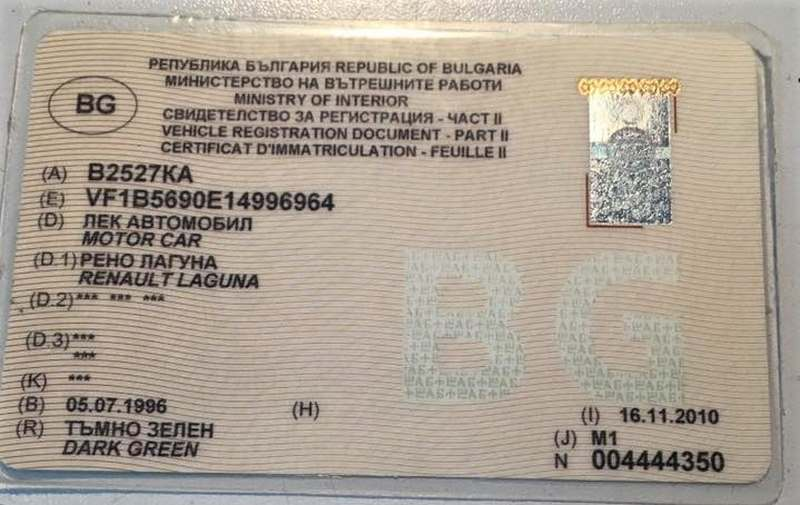 BG
РЕПУБЛИКА БЪЛГАРИЯ REPUBLIC OF BULGARIA
МИНИСТЕРСТВО НА ВЪТРЕШНИТЕ РАБОТИ
MINISTRY OF INTERIOR
СВИДЕТЕЛСТВО ЗА РЕГИСТРАЦИЯ - ЧАСТ II
VEHICLE REGISTRATION DOCUMENT - PART II
CERTIFICAT D'IMMATRICULATION - FEUILLE II
(A) B2527KA
(E) VF1B5690E14996964
(D) ЛЕК АВТОМОБИЛ
MOTOR CAR
(D.1) РЕНО ЛАГУНА
RENAULT LAGUNA
(D.2) *** *** ***
(D.3) ***
***
(K) ***
(B) 05.07.1996 (H) (I) 16.11.2010
(R) ТЪМНО ЗЕЛЕН (J) M1
DARK GREEN N 004444350
BG